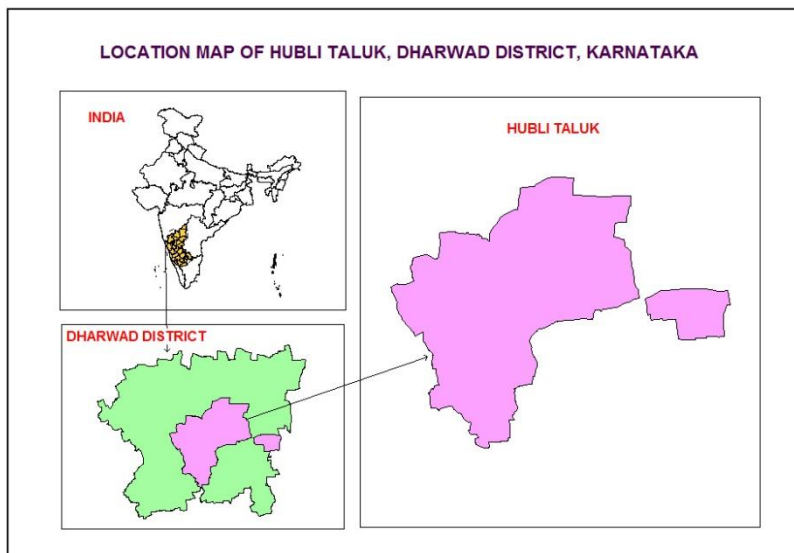 LOCATION MAP OF HUBLI TALUK, DHARWAD DISTRICT, KARNATAKA
INDIA
HUBLI TALUK
DHARWAD DISTRICT